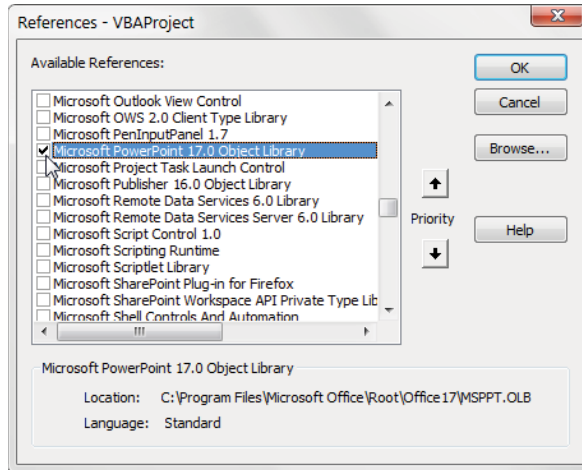 References - VBAProject
Available References:
Microsoft Outlook View Control
Microsoft OWS 2.0 Client Type Library
Microsoft PenInputPanel 1.7
Microsoft PowerPoint 17.0 Object Library
Microsoft Project Task Launch Control
Microsoft Publisher 16.0 Object Library
Microsoft Remote Data Services 6.0 Library
Microsoft Remote Data Services Server 6.0 Library
Microsoft Script Control 1.0
Microsoft Scripting Runtime
Microsoft Scriptlet Library
Microsoft SharePoint Plug-in for Firefox
Microsoft SharePoint Workspace API Private Type Lib
Microsoft Shell Controls And Automation
Priority
OK
Cancel
Browse...
Help
Microsoft PowerPoint 17.0 Object Library
Location: C:\Program Files\Microsoft Office\Root\Office17\MSPPT.OLB
Language: Standard